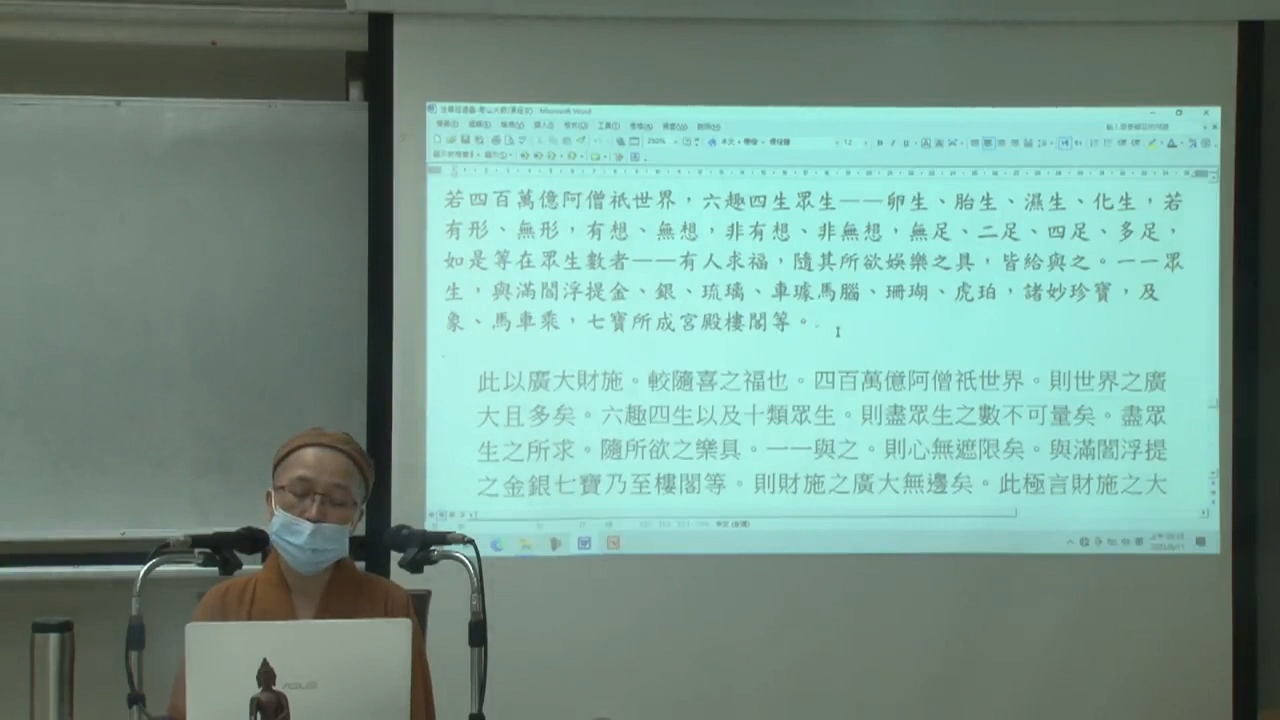 Microsoft Word
250%
12
若四百萬億阿僧祇世界，六趣四生眾生——卵生、胎生、濕生、化生，若
有形、無形，有想、無想，非有想、非無想，無足、二足、四足、多足，
如是等在眾生數者——有人求福，隨其所欲娛樂之具，皆給與之。一一眾
生，與滿閻浮提金、銀、琉璃、車璩馬腦、珊瑚、虎珀，諸妙珍寶，及
象、馬車乘，七寶所成宮殿樓閣等。
此以廣大財施。較隨喜之福也。四百萬億阿僧祇世界。則世界之廣
大且多矣。六趣四生以及十類眾生。則盡眾生之數不可量矣。盡眾
生之所求。隨所欲之樂具。一一與之。則心無遮限矣。與滿閻浮提
之金銀七寶乃至樓閣等。則財施之廣大無邊矣。此極言財施之大
ASUS